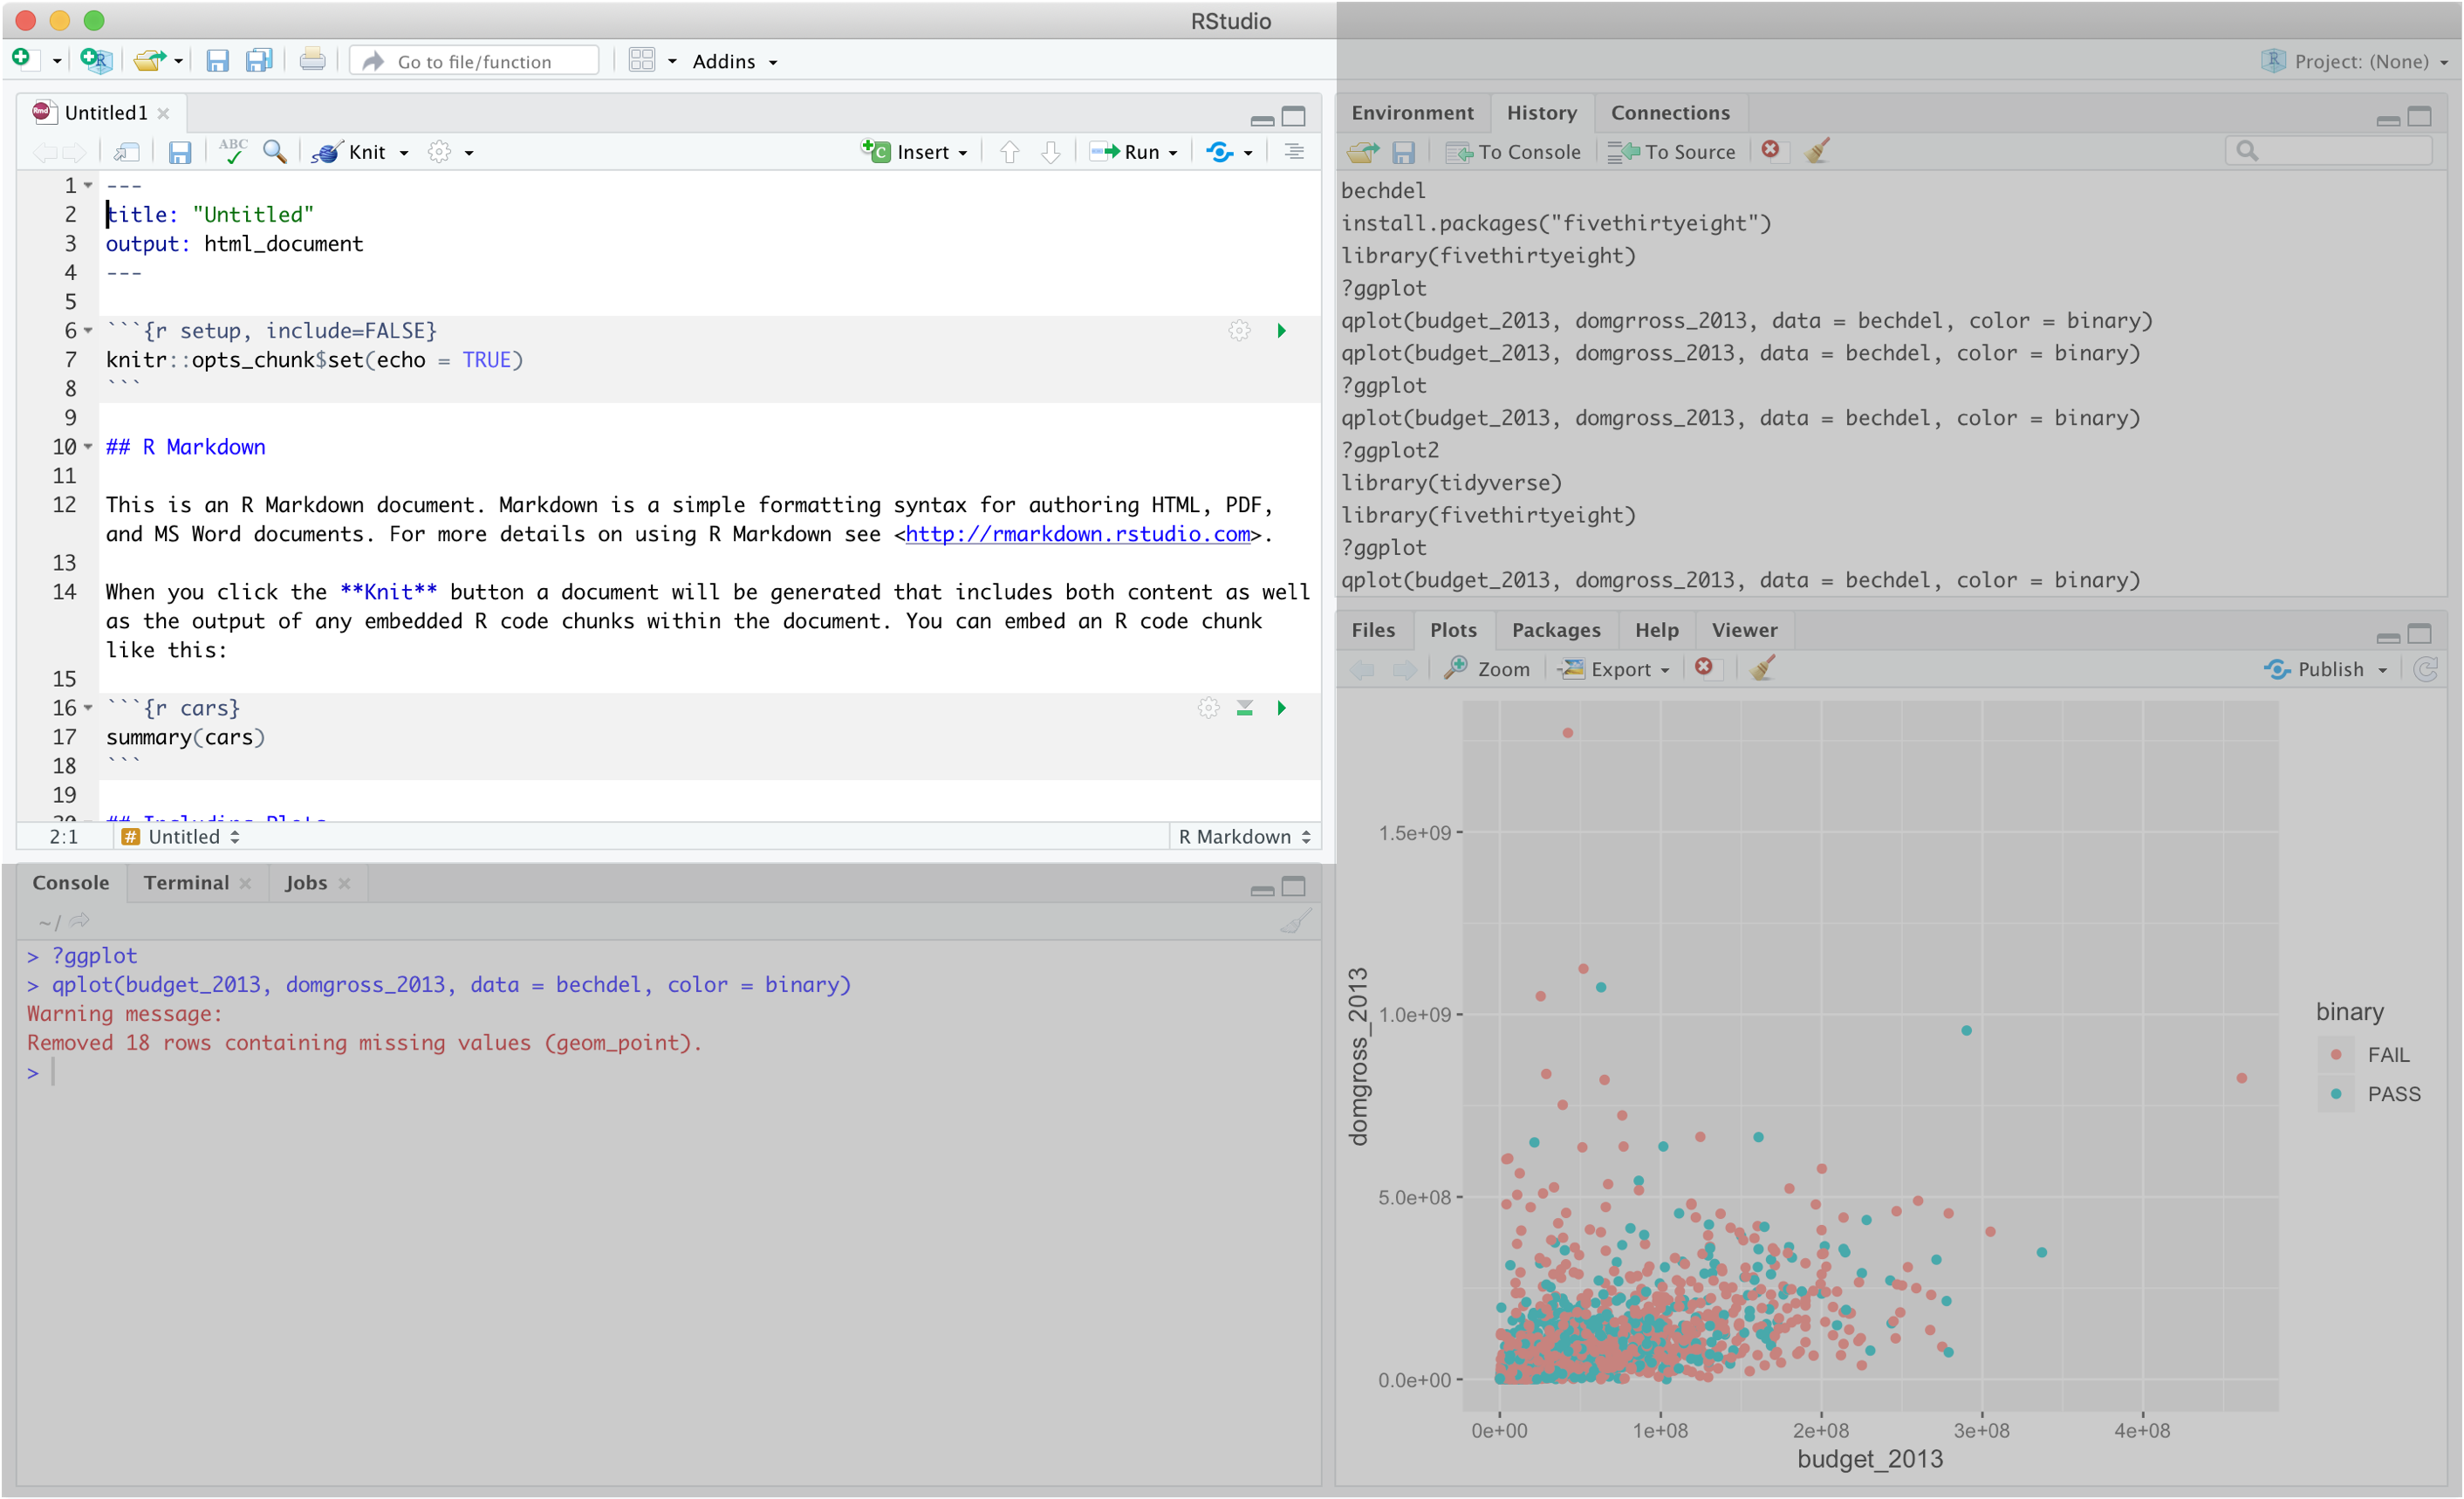 RStudio
Go to file/function
Addins
Project: (None)
Untitled1
ABC
Knit
Insert
Run
1 ---
2 title: "Untitled"
3 output: html_document
4 ---
5
6 ```{r setup, include=FALSE}
7 knitr::opts_chunk$set(echo = TRUE)
8 ```
9
10 ## R Markdown
11
12 This is an R Markdown document. Markdown is a simple formatting syntax for authoring HTML, PDF,
and MS Word documents. For more details on using R Markdown see <http://rmarkdown.rstudio.com>.
13
14 When you click the **Knit** button a document will be generated that includes both content as well
as the output of any embedded R code chunks within the document. You can embed an R code chunk
like this:
15
16 ```{r cars}
17 summary(cars)
18 ```
19
20 ## Including Plots
2:1 # Untitled R Markdown
Console Terminal Jobs
~/
> ?ggplot
> qplot(budget_2013, domgross_2013, data = bechdel, color = binary)
Warning message:
Removed 18 rows containing missing values (geom_point).
>
Environment History Connections
To Console To Source
bechdel
install.packages("fivethirtyeight")
library(fivethirtyeight)
?ggplot
qplot(budget_2013, domgrross_2013, data = bechdel, color = binary)
qplot(budget_2013, domgross_2013, data = bechdel, color = binary)
?ggplot
qplot(budget_2013, domgross_2013, data = bechdel, color = binary)
?ggplot2
library(tidyverse)
library(fivethirtyeight)
?ggplot
qplot(budget_2013, domgross_2013, data = bechdel, color = binary)
Files Plots Packages Help Viewer
Zoom Export Publish
1.5e+09
1.0e+09
5.0e+08
0.0e+00
domgross_2013
0e+00 1e+08 2e+08 3e+08 4e+08
budget_2013
binary
FAIL
PASS